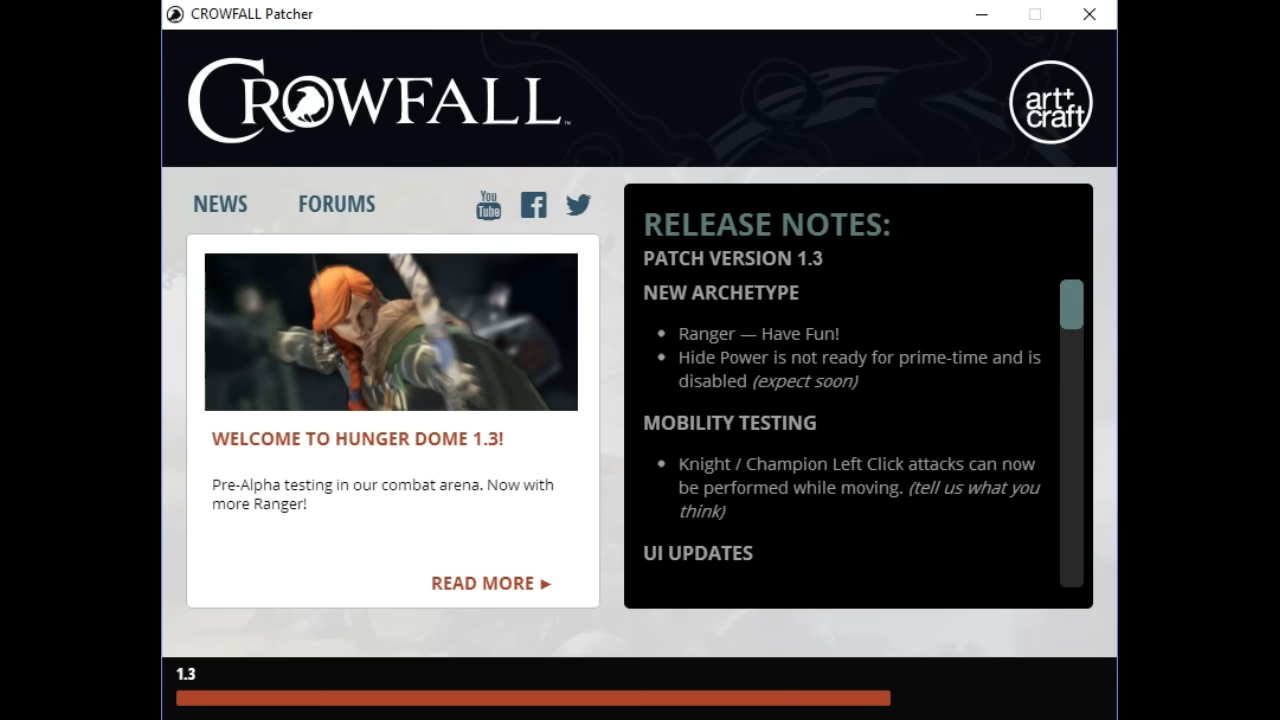 CROWFALL Patcher
CROWFALL™
art+
craft
NEWS FORUMS
You
Tube
WELCOME TO HUNGER DOME 1.3!
Pre-Alpha testing in our combat arena. Now with
more Ranger!
READ MORE ►
RELEASE NOTES:
PATCH VERSION 1.3
NEW ARCHETYPE
• Ranger — Have Fun!
• Hide Power is not ready for prime-time and is
disabled (expect soon)
MOBILITY TESTING
• Knight / Champion Left Click attacks can now
be performed while moving. (tell us what you
think)
UI UPDATES
1.3